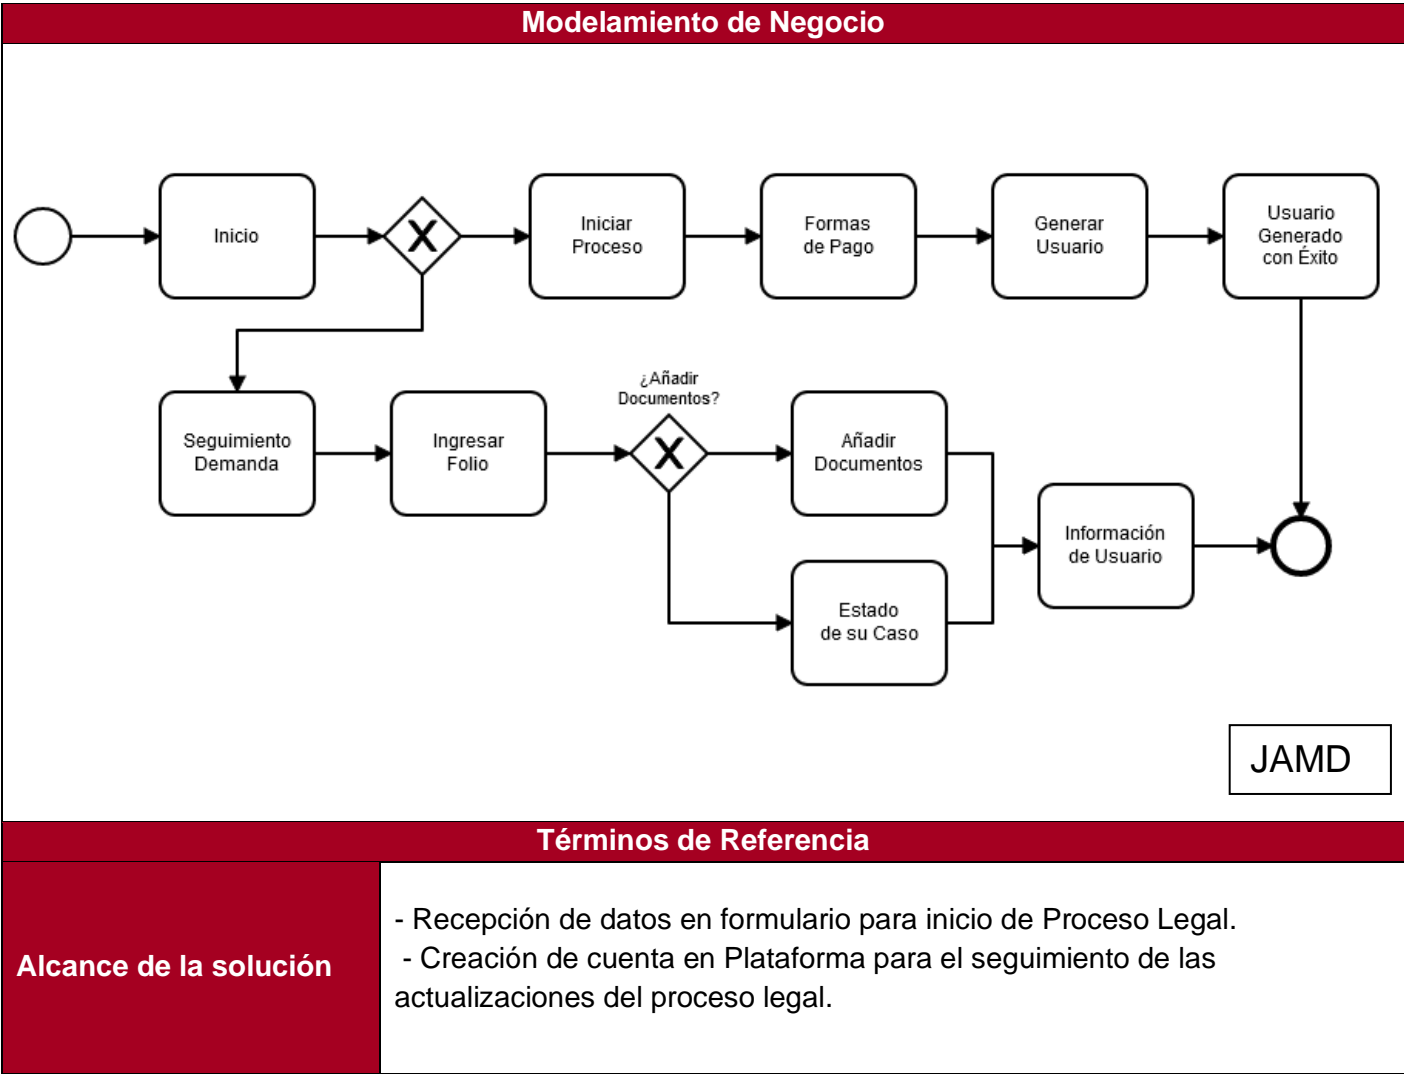 Modelamiento de Negocio
Inicio
X
Iniciar
Proceso
Formas
de Pago
Generar
Usuario
Usuario
Generado
con Éxito
Seguimiento
Demanda
Ingresar
Folio
¿Añadir
Documentos?
X
Añadir
Documentos
Estado
de su Caso
Información
de Usuario
JAMD
Términos de Referencia
Alcance de la solución
- Recepción de datos en formulario para inicio de Proceso Legal.
- Creación de cuenta en Plataforma para el seguimiento de las
actualizaciones del proceso legal.